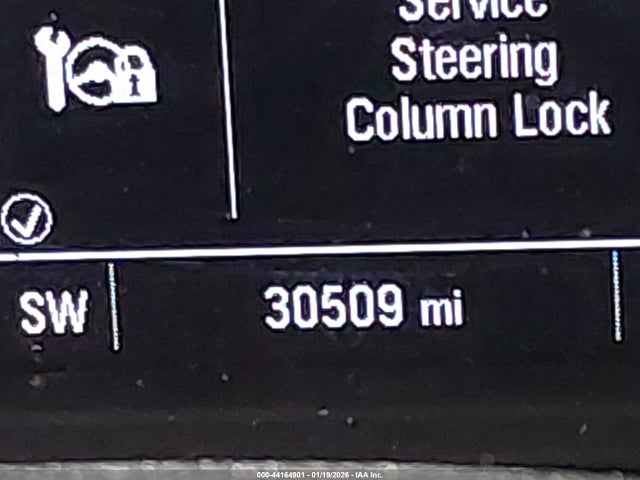 Service
Steering
Column Lock
SW
30509 mi
000-44164901 - 01/19/2026 - IAA Inc.